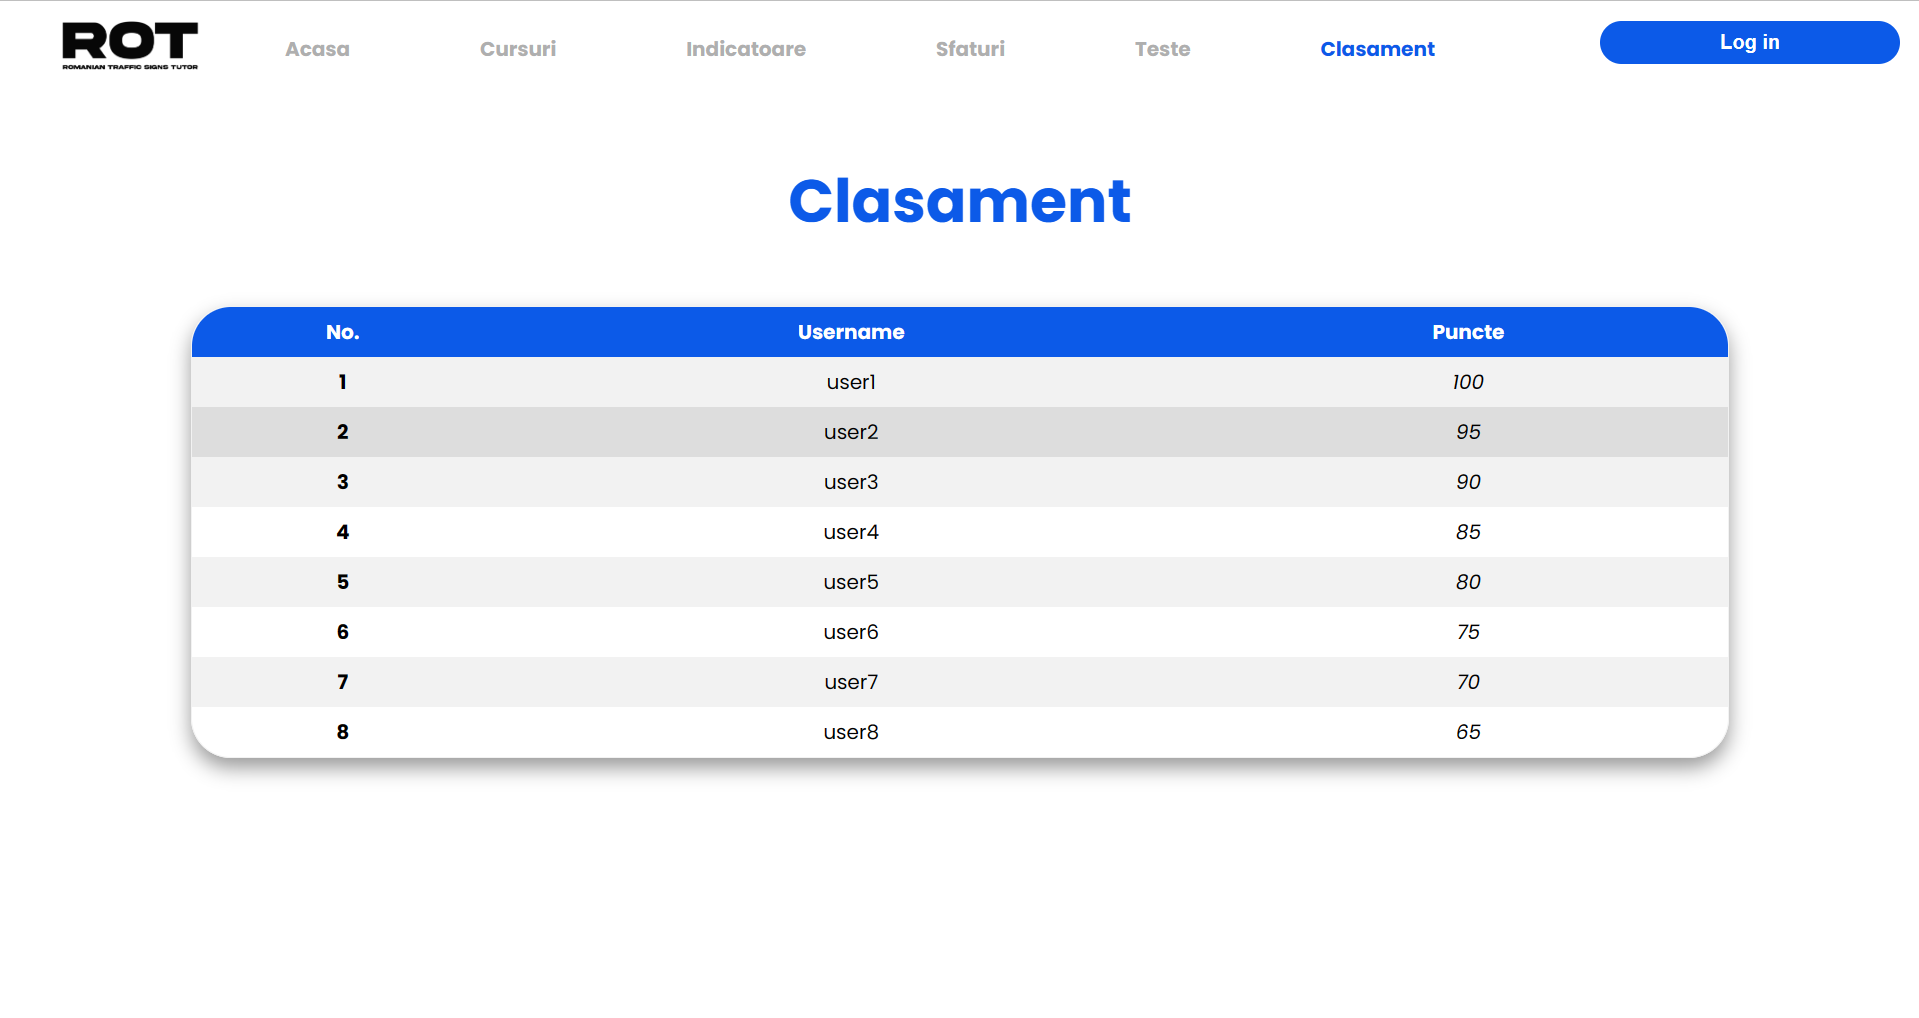 ROT
ROMANIAN TRAFFIC SIGNS TUTOR
Acasa Cursuri Indicatoare Sfaturi Teste Clasament Log in
Clasament
No. Username Puncte
1 user1 100
2 user2 95
3 user3 90
4 user4 85
5 user5 80
6 user6 75
7 user7 70
8 user8 65